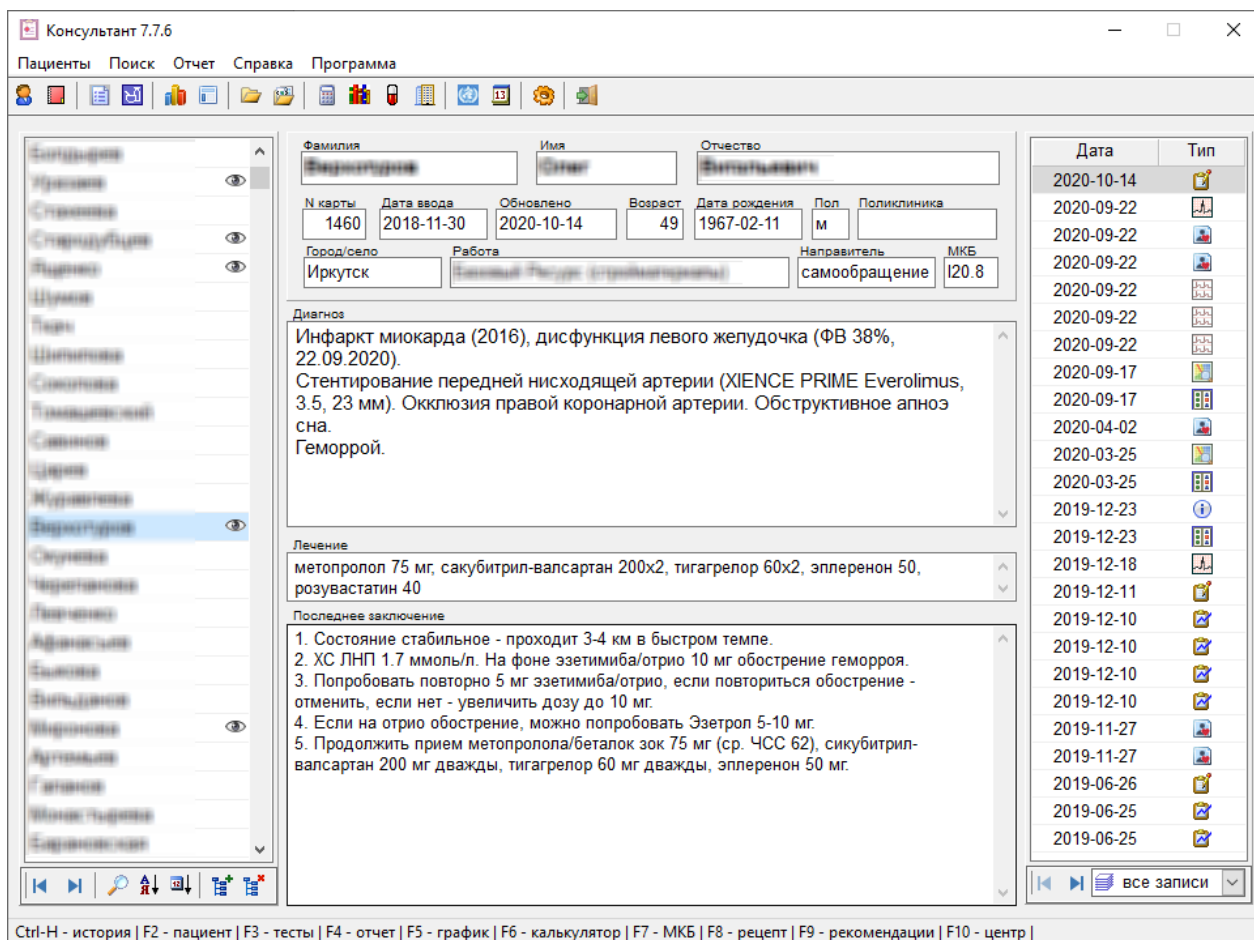 Консультант 7.7.6
Пациенты Поиск Отчет Справка Программа
Фамилия Имя Отчество
N карты Дата ввода Обновлено Возраст Дата рождения Пол Поликлиника
1460 2018-11-30 2020-10-14 49 1967-02-11 м
Город/село Работа Направитель МКБ
Иркутск самообращение I20.8
Диагноз
Инфаркт миокарда (2016), дисфункция левого желудочка (ФВ 38%,
22.09.2020).
Стентирование передней нисходящей артерии (XIENCE PRIME Everolimus,
3.5, 23 мм). Окклюзия правой коронарной артерии. Обструктивное апноэ
сна.
Геморрой.
Лечение
метопролол 75 мг, сакубитрил-валсартан 200х2, тигагрелор 60х2, эплеренон 50,
розувастатин 40
Последнее заключение
1. Состояние стабильное - проходит 3-4 км в быстром темпе.
2. ХС ЛНП 1.7 ммоль/л. На фоне эзетимиба/отрио 10 мг обострение геморроя.
3. Попробовать повторно 5 мг эзетимиба/отрио, если повториться обострение -
отменить, если нет - увеличить дозу до 10 мг.
4. Если на отрио обострение, можно попробовать Эзетрол 5-10 мг.
5. Продолжить прием метопролола/беталок зок 75 мг (ср. ЧСС 62), сикубитрил-
валсартан 200 мг дважды, тигагрелор 60 мг дважды, эплеренон 50 мг.
Дата Тип
2020-10-14
2020-09-22
2020-09-22
2020-09-22
2020-09-22
2020-09-22
2020-09-22
2020-09-17
2020-09-17
2020-04-02
2020-03-25
2020-03-25
2019-12-23
2019-12-23
2019-12-18
2019-12-11
2019-12-10
2019-12-10
2019-12-10
2019-12-10
2019-11-27
2019-11-27
2019-06-26
2019-06-25
2019-06-25
все записи
Ctrl-H - история | F2 - пациент | F3 - тесты | F4 - отчет | F5 - график | F6 - калькулятор | F7 - МКБ | F8 - рецепт | F9 - рекомендации | F10 - центр |